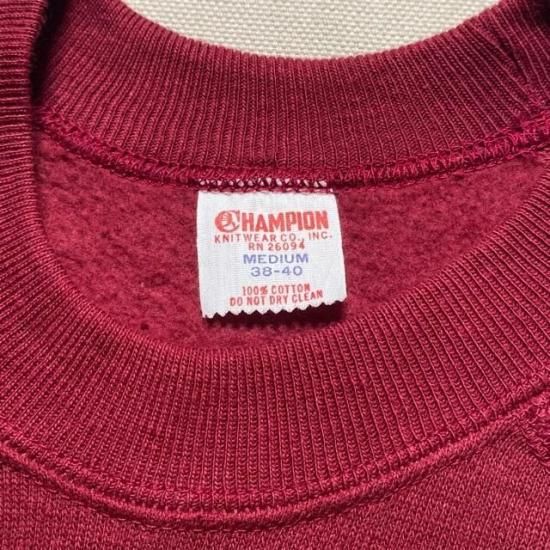 CHAMPION
KNITWEAR CO., INC.
RN 26094
MEDIUM
38-40
100% COTTON
DO NOT DRY CLEAN